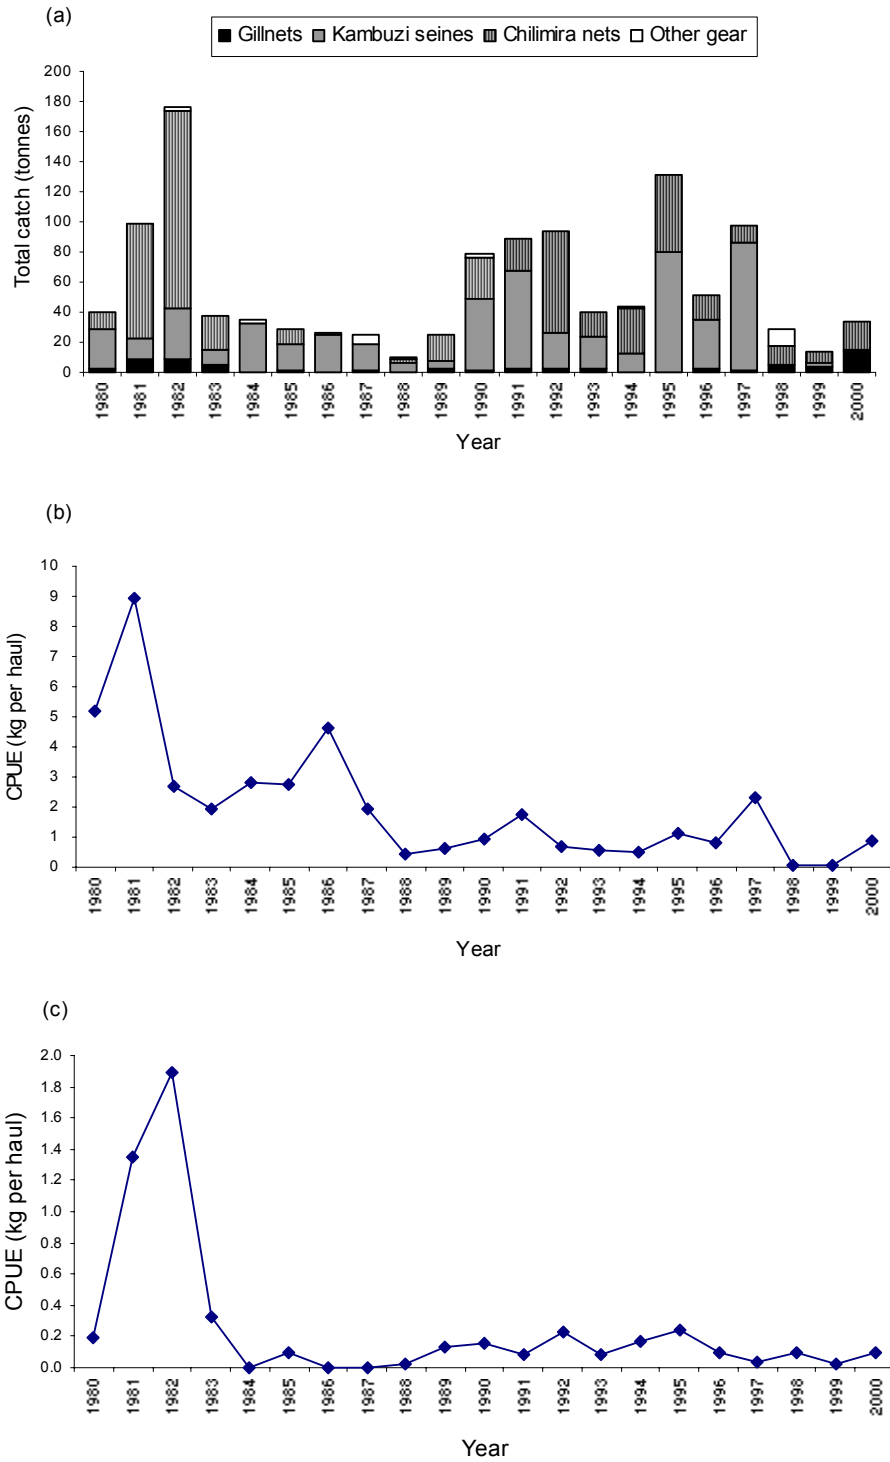 (a)
Gillnets Kambuzi seines Chilimira nets Other gear
Total catch (tonnes)
200
180
160
140
120
100
80
60
40
20
0
1980 1981 1982 1983 1984 1985 1986 1987 1988 1989 1990 1991 1992 1993 1994 1995 1996 1997 1998 1999 2000
Year
(b)
CPUE (kg per haul)
10
9
8
7
6
5
4
3
2
1
0
1980 1981 1982 1983 1984 1985 1986 1987 1988 1989 1990 1991 1992 1993 1994 1995 1996 1997 1998 1999 2000
Year
(c)
CPUE (kg per haul)
2.0
1.8
1.6
1.4
1.2
1.0
0.8
0.6
0.4
0.2
0.0
1980 1981 1982 1983 1984 1985 1986 1987 1988 1989 1990 1991 1992 1993 1994 1995 1996 1997 1998 1999 2000
Year